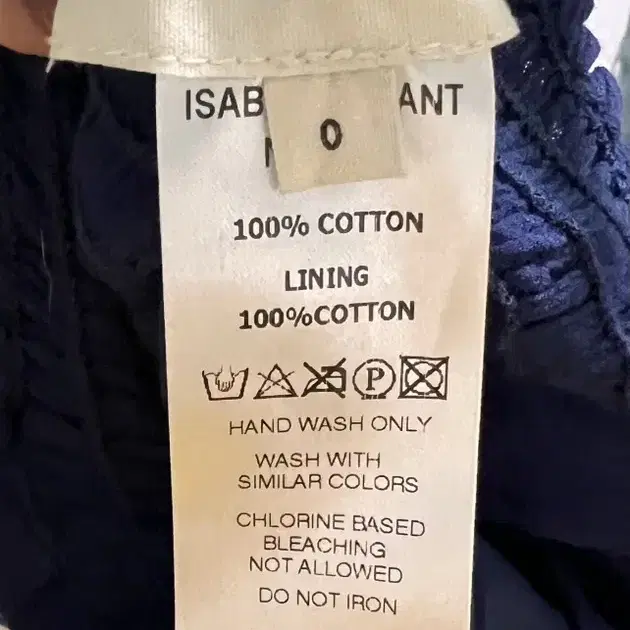 ISAB ANT
0
100% COTTON
LINING
100%COTTON
P
HAND WASH ONLY
WASH WITH
SIMILAR COLORS
CHLORINE BASED
BLEACHING
NOT ALLOWED
DO NOT IRON